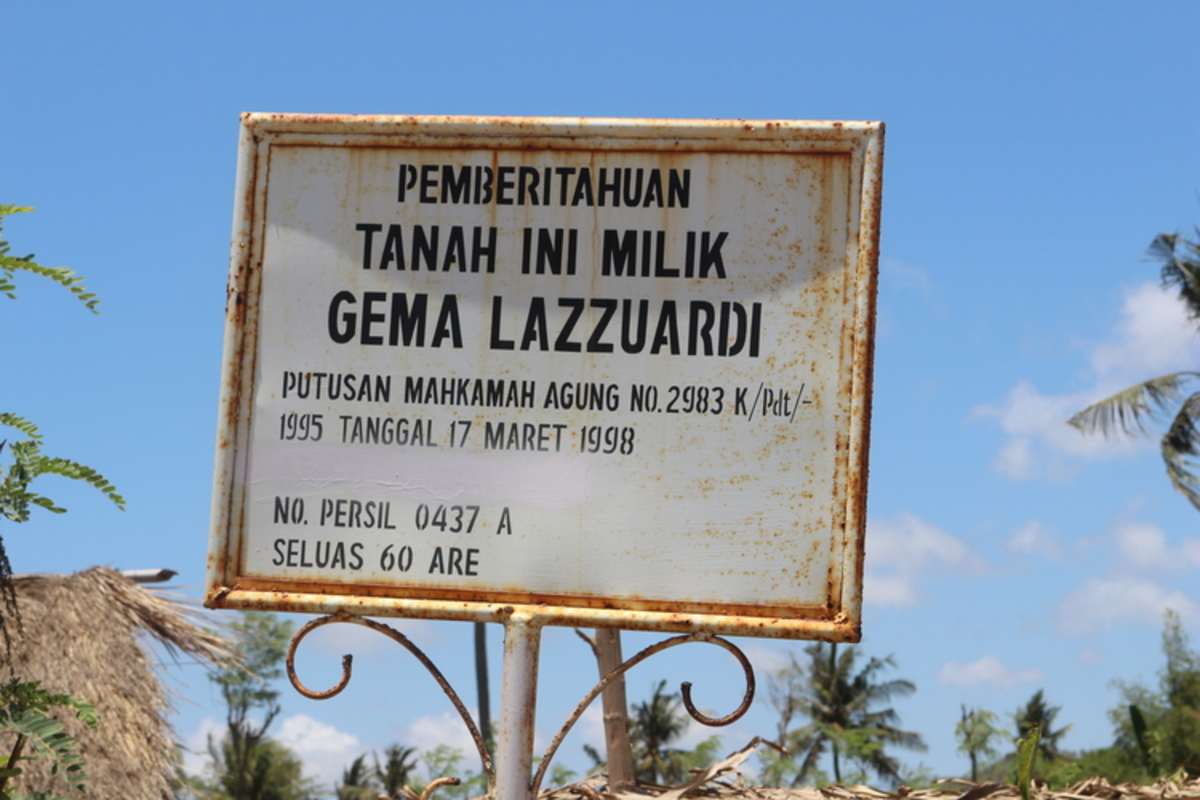 PEMBERITAHUAN
TANAH INI MILIK
GEMA LAZZUARDI
PUTUSAN MAHKAMAH AGUNG NO. 2983 K/Pdt/-
1995 TANGGAL 17 MARET 1998
NO. PERSIL 0437 A
SELUAS 60 ARE